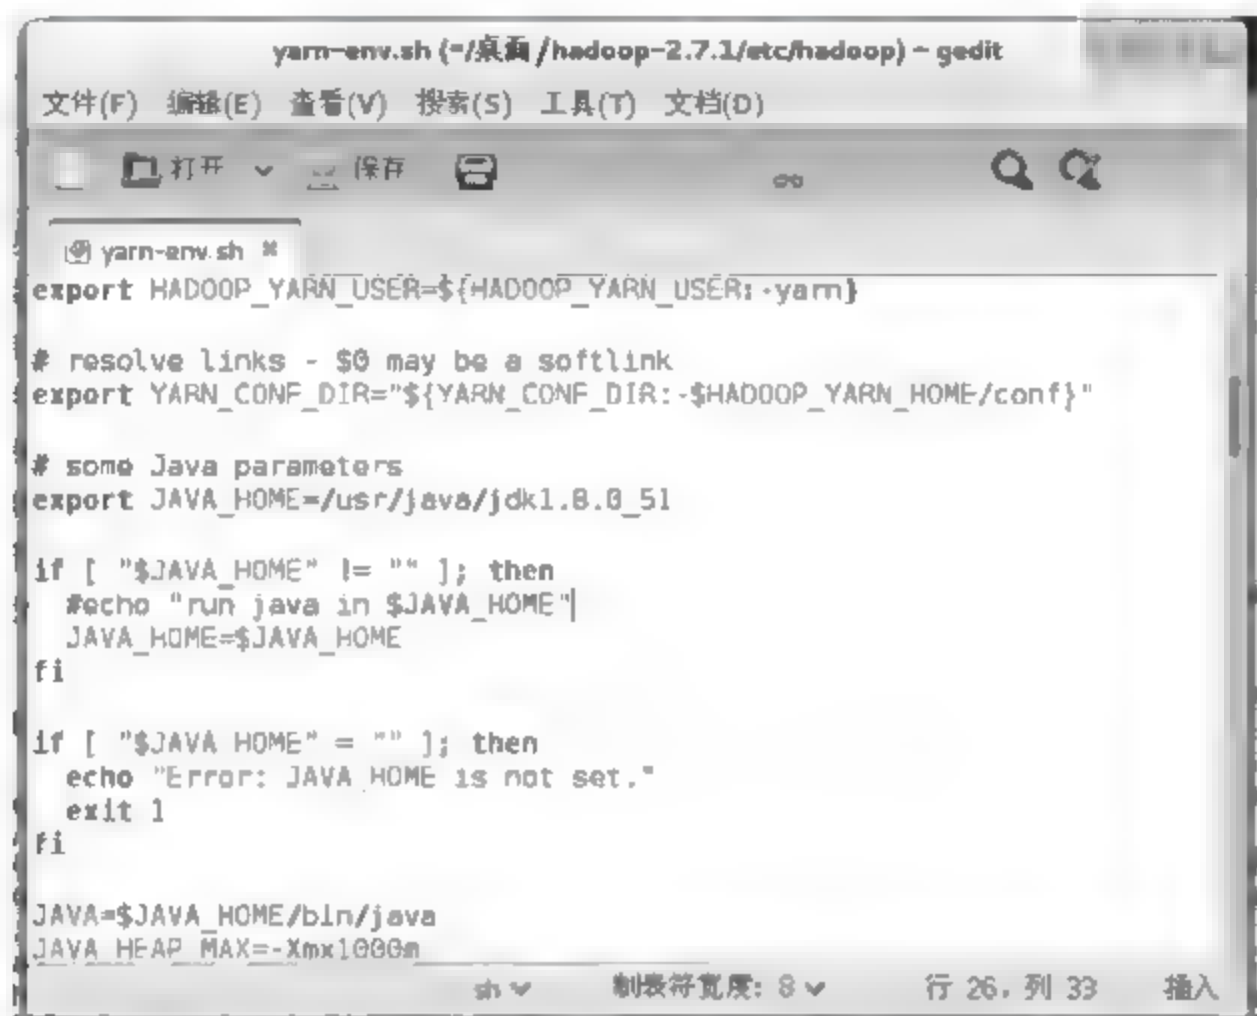 yarn-env.sh (~/桌面/hadoop-2.7.1/etc/hadoop) - gedit
文件(F) 编辑(E) 查看(V) 搜索(S) 工具(T) 文档(D)
打开 保存
yarn-env.sh
export HADOOP_YARN_USER=${HADOOP_YARN_USER:-yarn}
# resolve links - $0 may be a softlink
export YARN_CONF_DIR="${YARN_CONF_DIR:-$HADOOP_YARN_HOME/conf}"
# some Java parameters
export JAVA_HOME=/usr/java/jdk1.8.0_51
if [ "$JAVA_HOME" != "" ]; then
#echo "run java in $JAVA_HOME"
JAVA_HOME=$JAVA_HOME
fi
if [ "$JAVA_HOME" = "" ]; then
echo "Error: JAVA_HOME is not set."
exit 1
fi
JAVA=$JAVA_HOME/bin/java
JAVA_HEAP_MAX=-Xmx1000m
sh 制表符宽度: 8 行 26, 列 33 插入